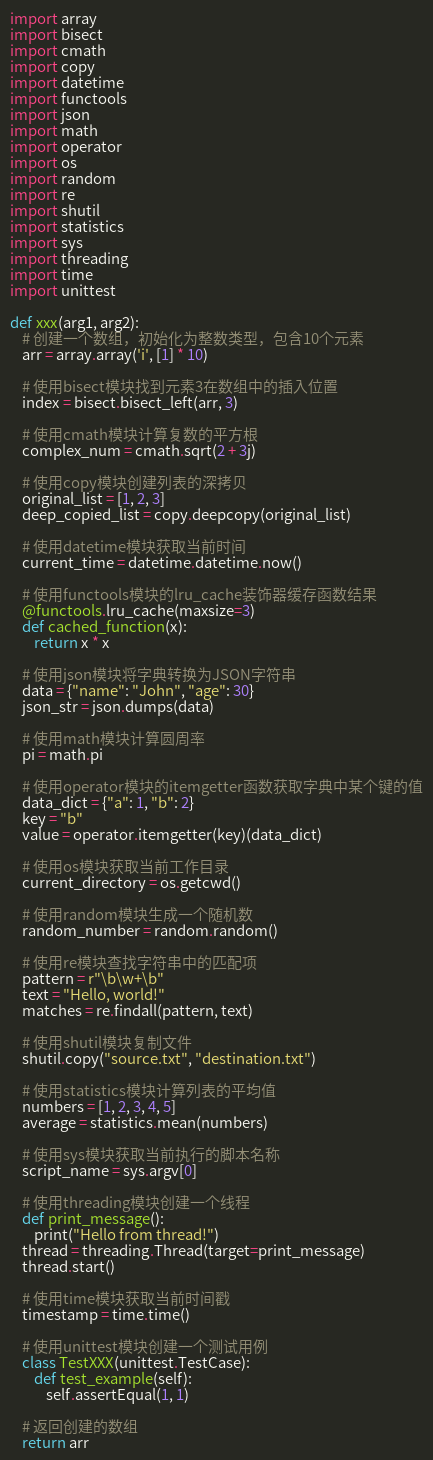 import array
import bisect
import cmath
import copy
import datetime
import functools
import json
import math
import operator
import os
import random
import re
import shutil
import statistics
import sys
import threading
import time
import unittest

def xxx(arg1, arg2):
    # 创建一个数组，初始化为整数类型，包含10个元素
    arr = array.array('i', [1] * 10)

    # 使用bisect模块找到元素3在数组中的插入位置
    index = bisect.bisect_left(arr, 3)

    # 使用cmath模块计算复数的平方根
    complex_num = cmath.sqrt(2 + 3j)

    # 使用copy模块创建列表的深拷贝
    original_list = [1, 2, 3]
    deep_copied_list = copy.deepcopy(original_list)

    # 使用datetime模块获取当前时间
    current_time = datetime.datetime.now()

    # 使用functools模块的lru_cache装饰器缓存函数结果
    @functools.lru_cache(maxsize=3)
    def cached_function(x):
        return x * x

    # 使用json模块将字典转换为JSON字符串
    data = {"name": "John", "age": 30}
    json_str = json.dumps(data)

    # 使用math模块计算圆周率
    pi = math.pi

    # 使用operator模块的itemgetter函数获取字典中某个键的值
    data_dict = {"a": 1, "b": 2}
    key = "b"
    value = operator.itemgetter(key)(data_dict)

    # 使用os模块获取当前工作目录
    current_directory = os.getcwd()

    # 使用random模块生成一个随机数
    random_number = random.random()

    # 使用re模块查找字符串中的匹配项
    pattern = r"\b\w+\b"
    text = "Hello, world!"
    matches = re.findall(pattern, text)

    # 使用shutil模块复制文件
    shutil.copy("source.txt", "destination.txt")

    # 使用statistics模块计算列表的平均值
    numbers = [1, 2, 3, 4, 5]
    average = statistics.mean(numbers)

    # 使用sys模块获取当前执行的脚本名称
    script_name = sys.argv[0]

    # 使用threading模块创建一个线程
    def print_message():
        print("Hello from thread!")
    thread = threading.Thread(target=print_message)
    thread.start()

    # 使用time模块获取当前时间戳
    timestamp = time.time()

    # 使用unittest模块创建一个测试用例
    class TestXXX(unittest.TestCase):
        def test_example(self):
            self.assertEqual(1, 1)

    # 返回创建的数组
    return arr